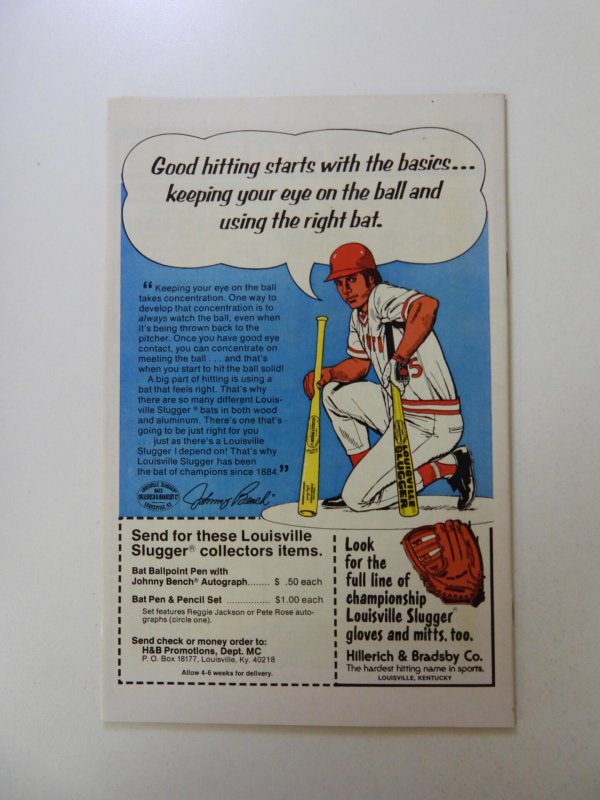 Good hitting starts with the basics...
keeping your eye on the ball and
using the right bat.
“ Keeping your eye on the ball
takes concentration. One way to
develop that concentration is to
always watch the ball, even when
it's being thrown back to the
pitcher. Once you have good eye
contact, you can concentrate on
meeting the ball . . . and that's
when you start to hit the ball solid!
A big part of hitting is using a
bat that feels right. That's why
there are so many different Louis-
ville Slugger ® bats in both wood
and aluminum. There's one that's
going to be just right for you
. . . just as there's a Louisville
Slugger I depend on! That's why
Louisville Slugger has been
the bat of champions since 1884.”
LOUISVILLE SLUGGER
BATS
HILLERICH & BRADSBY Co
LOUISVILLE, KY.
Johnny Bench
5
LOUISVILLE
SLUGGER
Send for these Louisville
Slugger® collectors items.
Bat Ballpoint Pen with
Johnny Bench® Autograph........ $ .50 each
Bat Pen & Pencil Set ................ $1.00 each
Set features Reggie Jackson or Pete Rose auto-
graphs (circle one).
Send check or money order to:
H&B Promotions, Dept. MC
P. O. Box 18177, Louisville, Ky. 40218
Allow 4-6 weeks for delivery.
Look
for the
full line of
championship
Louisville Slugger®
gloves and mitts, too.
Hillerich & Bradsby Co.
The hardest hitting name in sports.
LOUISVILLE, KENTUCKY